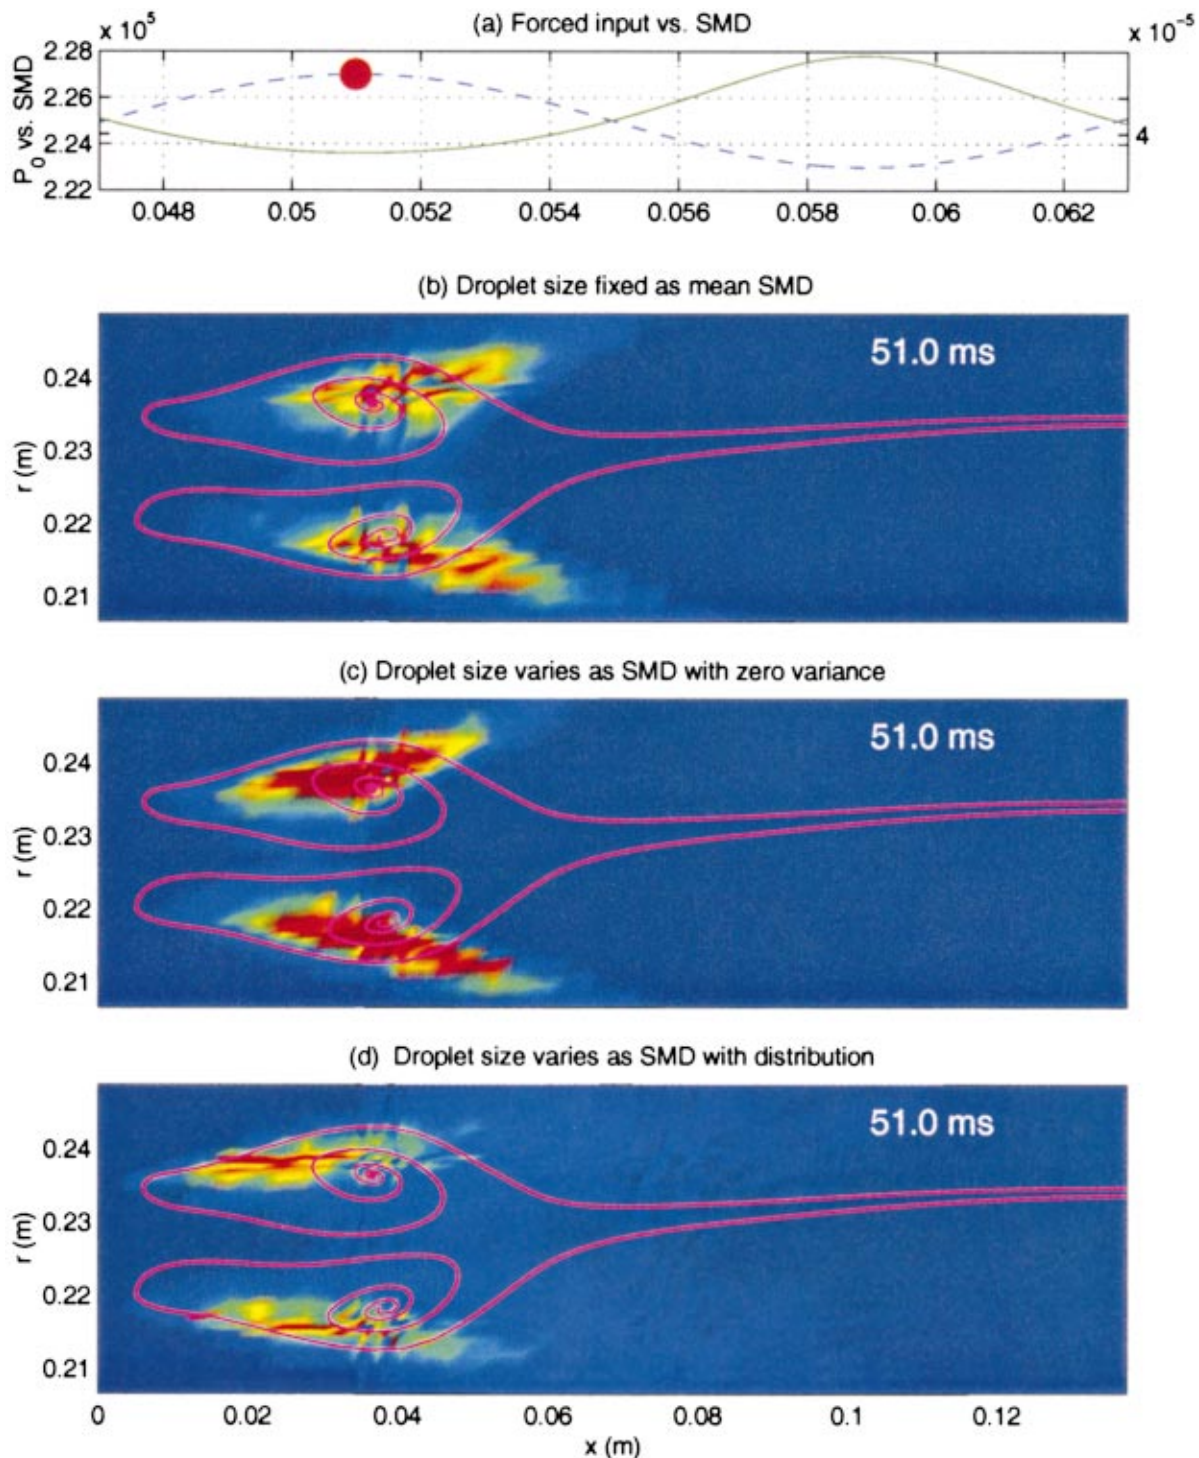 (a) Forced input vs. SMD
x 10^5
x 10^-5
P_0 vs. SMD
2.28
2.26
2.24
2.22
4
0.048 0.05 0.052 0.054 0.056 0.058 0.06 0.062
(b) Droplet size fixed as mean SMD
51.0 ms
r (m)
0.24
0.23
0.22
0.21
(c) Droplet size varies as SMD with zero variance
51.0 ms
r (m)
0.24
0.23
0.22
0.21
(d) Droplet size varies as SMD with distribution
51.0 ms
r (m)
0.24
0.23
0.22
0.21
0 0.02 0.04 0.06 0.08 0.1 0.12
x (m)